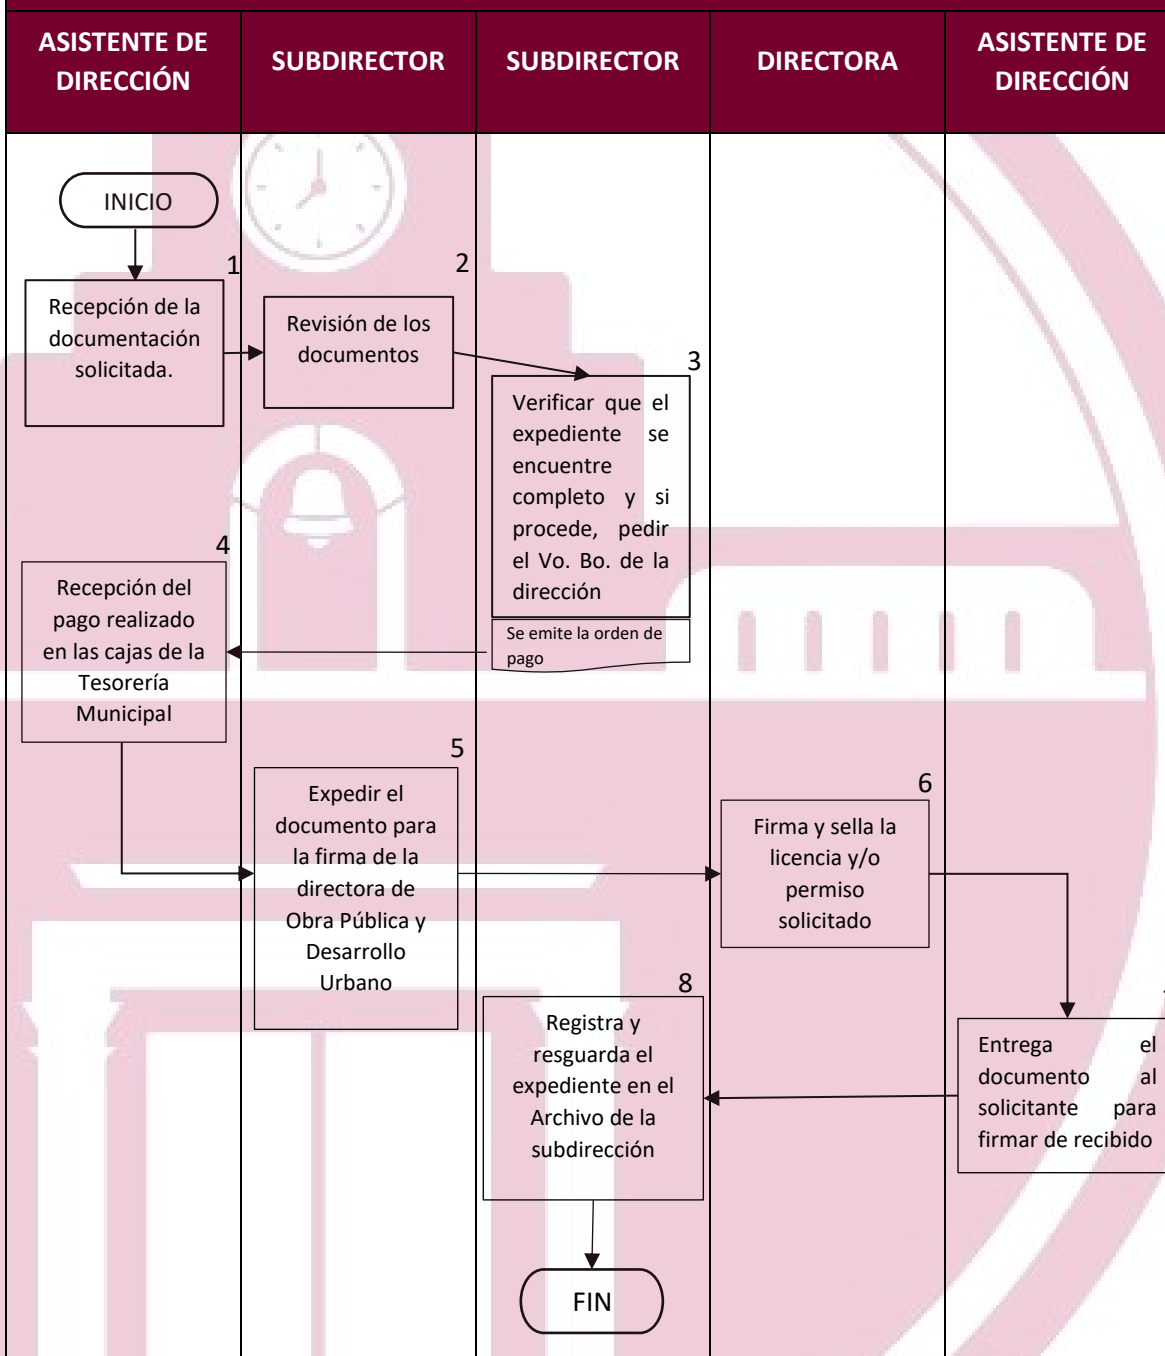 ASISTENTE DE
DIRECCIÓN
SUBDIRECTOR
SUBDIRECTOR
DIRECTORA
ASISTENTE DE
DIRECCIÓN
INICIO
1
Recepción de la
documentación
solicitada.
2
Revisión de los
documentos
3
Verificar que el
expediente se
encuentre
completo y si
procede, pedir
el Vo. Bo. de la
dirección
Se emite la orden de
pago
4
Recepción del
pago realizado
en las cajas de la
Tesorería
Municipal
5
Expedir el
documento para
la firma de la
directora de
Obra Pública y
Desarrollo
Urbano
6
Firma y sella la
licencia y/o
permiso
solicitado
Entrega el
documento al
solicitante para
firmar de recibido
8
Registra y
resguarda el
expediente en el
Archivo de la
subdirección
FIN